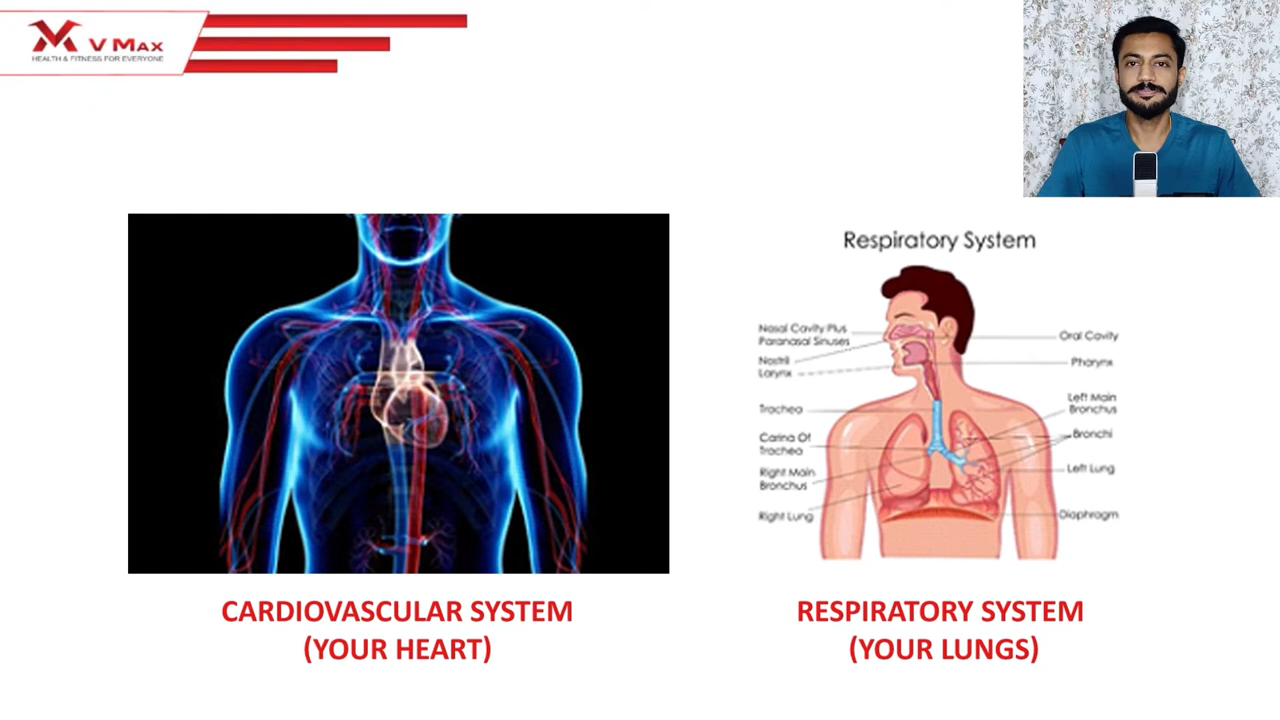 V MAX
HEALTH & FITNESS FOR EVERYONE
Respiratory System
Nasal Cavity Plus
Paranasal Sinuses
Nostril
Larynx
Trachea
Carina Of
Trachea
Right Main
Bronchus
Right Lung
Oral Cavity
Pharynx
Left Main
Bronchus
Bronchi
Left Lung
Diaphragm
CARDIOVASCULAR SYSTEM
(YOUR HEART)
RESPIRATORY SYSTEM
(YOUR LUNGS)